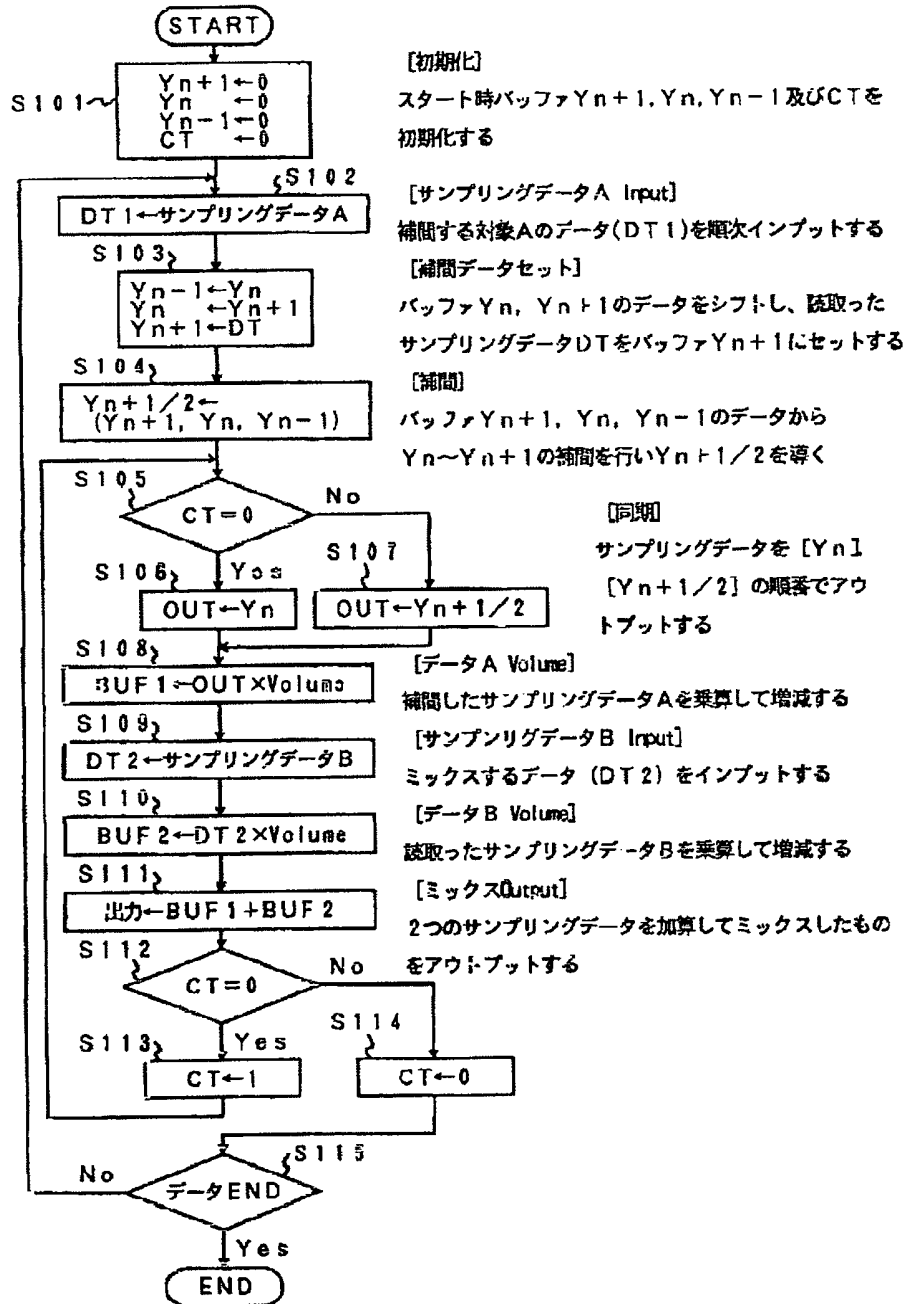 START
[初期化]
S101
Yn+1←0
Yn ←0
Yn-1←0
CT ←0
スタート時バッファYn+1,Yn,Yn-1及びCTを
初期化する
S102
[サンプリングデータA Input]
DT1←サンプリングデータA
補間する対象Aのデータ(DT1)を順次インプットする
S103
[補間データセット]
Yn-1←Yn
Yn ←Yn+1
Yn+1←DT
バッファYn, Yn+1のデータをシフトし、読取った
サンプリングデータDTをバッファYn+1にセットする
S104
[補間]
Yn+1/2←
(Yn+1, Yn, Yn-1)
バッファYn+1, Yn, Yn-1のデータから
Yn～Yn+1の補間を行いYn+1/2を導く
S105
CT=0
No
[同期]
サンプリングデータを[Yn]
[Yn+1/2]の順番でアウ
トプットする
S106
Yes
S107
OUT←Yn
OUT←Yn+1/2
S108
[データA Volume]
BUF1←OUT×Volume
補間したサンプリングデータAを乗算して増減する
S109
[サンプンリグデータB Input]
DT2←サンプリングデータB
ミックスするデータ(DT2)をインプットする
S110
[データB Volume]
BUF2←DT2×Volume
読取ったサンプリングデータBを乗算して増減する
S111
[ミックスOutput]
出力←BUF1+BUF2
2つのサンプリングデータを加算してミックスしたもの
をアウトプットする
S112
CT=0
No
S113
Yes
S114
CT←1
CT←0
S115
No
データEND
Yes
END